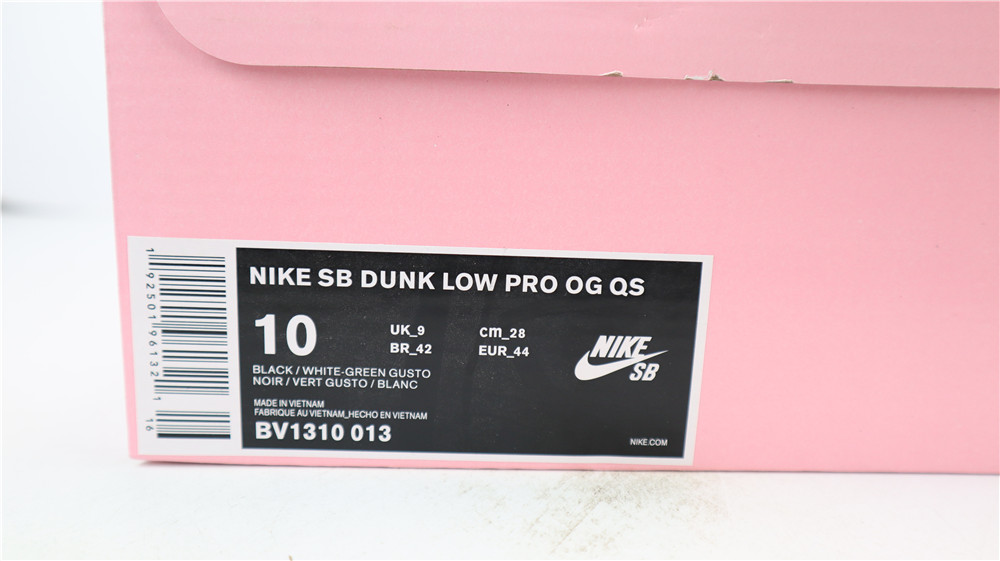 NIKE SB DUNK LOW PRO OG QS
10
UK_9 cm_28
BR_42 EUR_44
BLACK / WHITE-GREEN GUSTO
NOIR / VERT GUSTO / BLANC
MADE IN VIETNAM
FABRIQUE AU VIETNAM_HECHO EN VIETNAM
BV1310 013
NIKE
SB
NIKE.COM
1 92501 96132 1
16